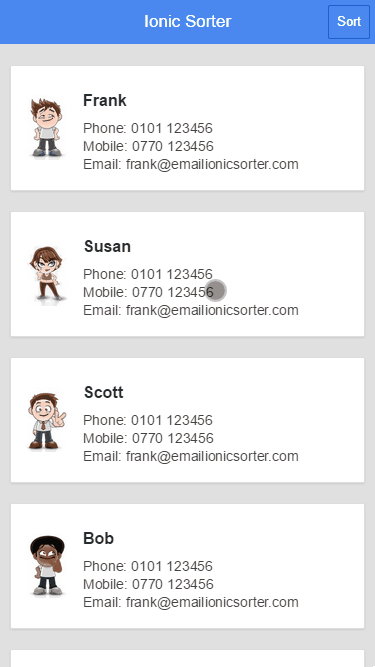 Ionic Sorter
Sort
Frank
Phone: 0101 123456
Mobile: 0770 123456
Email: frank@emailionicsorter.com
Susan
Phone: 0101 123456
Mobile: 0770 123456
Email: frank@emailionicsorter.com
Scott
Phone: 0101 123456
Mobile: 0770 123456
Email: frank@emailionicsorter.com
Bob
Phone: 0101 123456
Mobile: 0770 123456
Email: frank@emailionicsorter.com